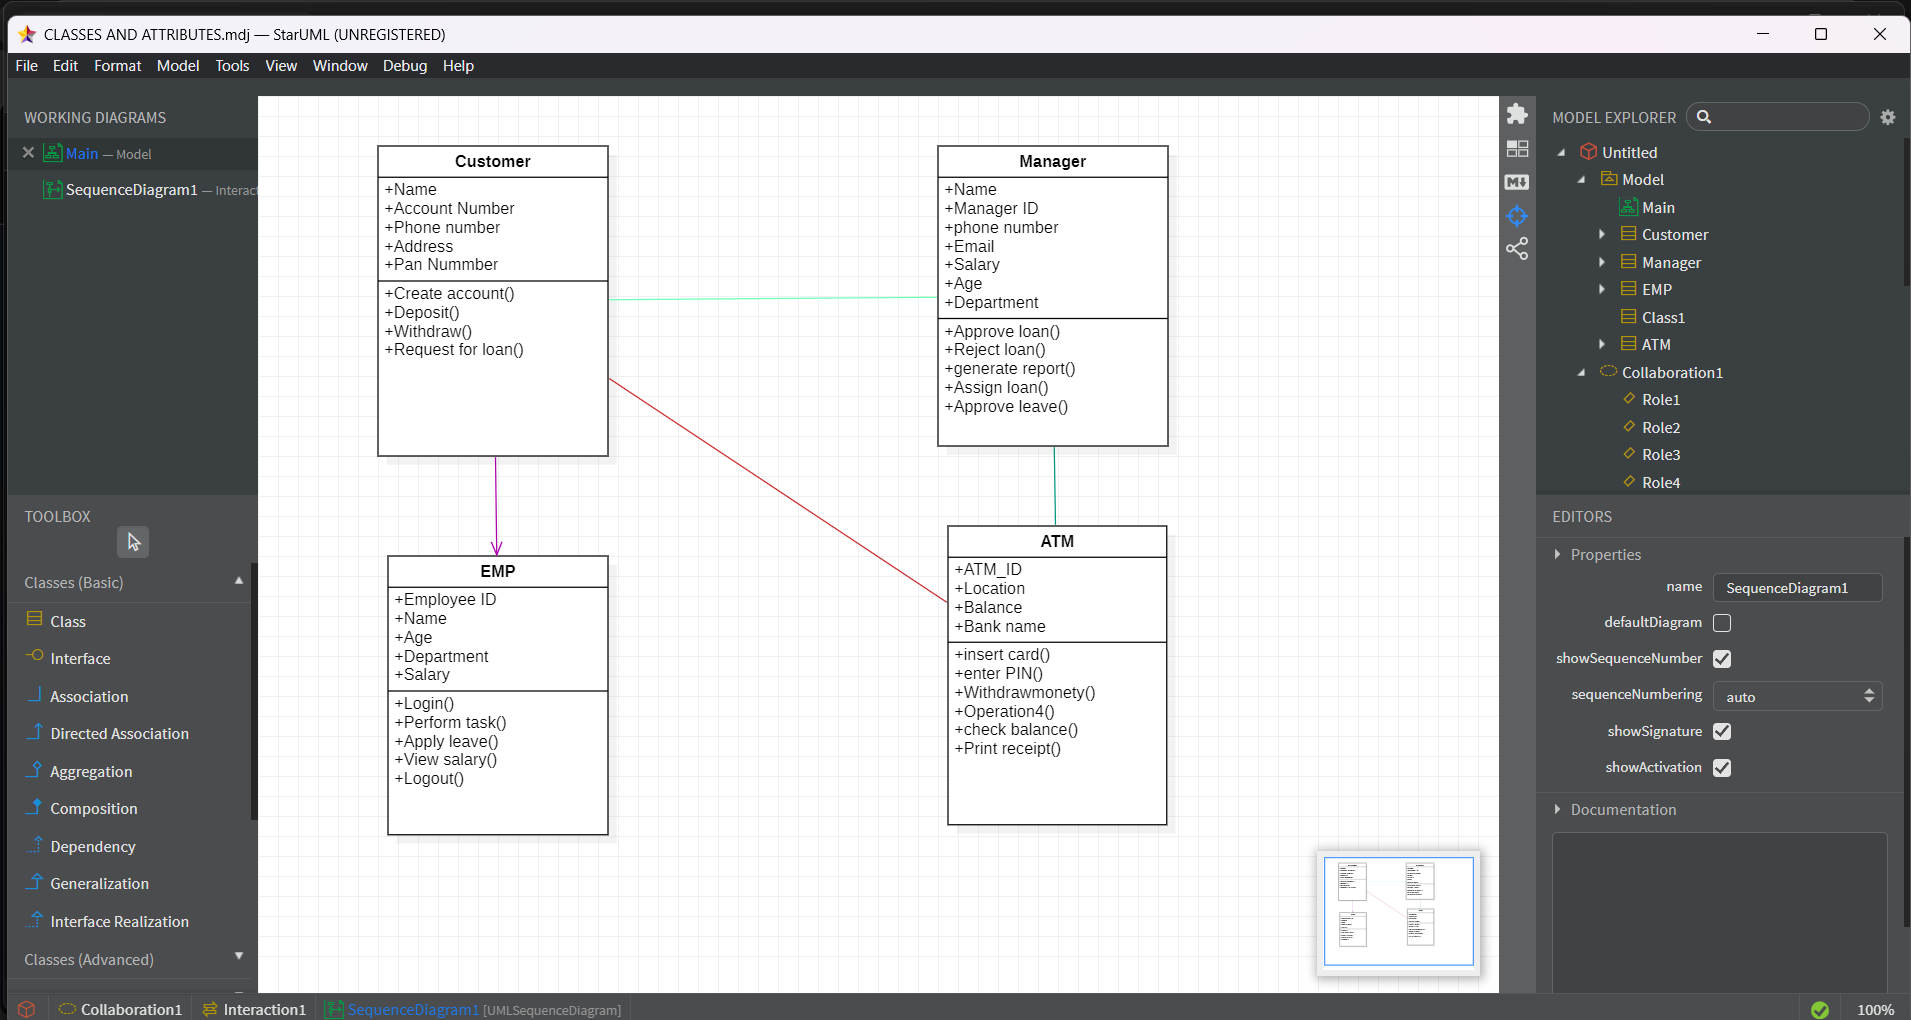 CLASSES AND ATTRIBUTES.mdj — StarUML (UNREGISTERED)
File Edit Format Model Tools View Window Debug Help
WORKING DIAGRAMS
Main — Model
SequenceDiagram1 — Interact
TOOLBOX
Classes (Basic)
Class
Interface
Association
Directed Association
Aggregation
Composition
Dependency
Generalization
Interface Realization
Classes (Advanced)
Customer
+Name
+Account Number
+Phone number
+Address
+Pan Nummber
+Create account()
+Deposit()
+Withdraw()
+Request for loan()
Manager
+Name
+Manager ID
+phone number
+Email
+Salary
+Age
+Department
+Approve loan()
+Reject loan()
+generate report()
+Assign loan()
+Approve leave()
EMP
+Employee ID
+Name
+Age
+Department
+Salary
+Login()
+Perform task()
+Apply leave()
+View salary()
+Logout()
ATM
+ATM_ID
+Location
+Balance
+Bank name
+insert card()
+enter PIN()
+Withdrawmonety()
+Operation4()
+check balance()
+Print receipt()
MODEL EXPLORER
Untitled
Model
Main
Customer
Manager
EMP
Class1
ATM
Collaboration1
Role1
Role2
Role3
Role4
EDITORS
Properties
name SequenceDiagram1
defaultDiagram
showSequenceNumber
sequenceNumbering auto
showSignature
showActivation
Documentation
Collaboration1 Interaction1 SequenceDiagram1 [UMLSequenceDiagram]
100%